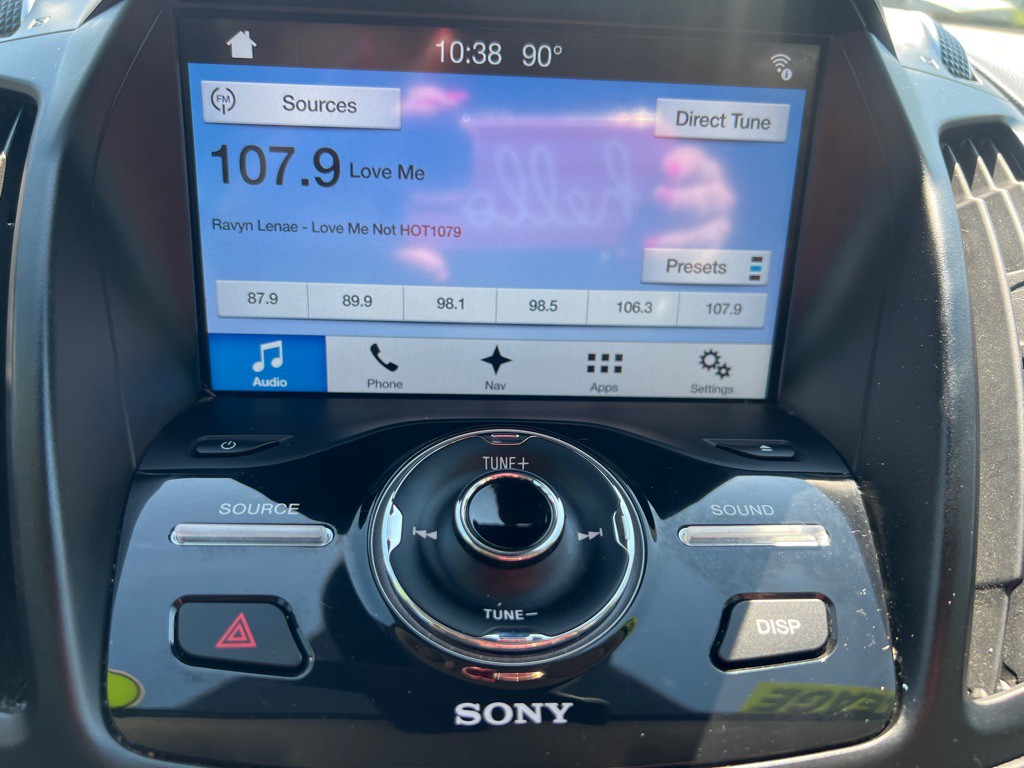 10:38 90°
FM Sources
Direct Tune
107.9 Love Me
hello
Ravyn Lenae - Love Me Not HOT1079
Presets
87.9 89.9 98.1 98.5 106.3 107.9
Audio Phone Nav Apps Settings
TUNE+
SOURCE
SOUND
TUNE−
DISP
SONY